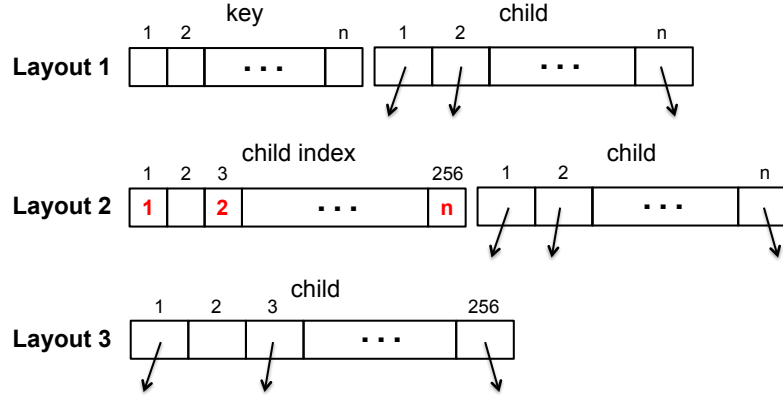 key child
1 2 n 1 2 n
Layout 1 ... ...
child index child
1 2 3 256 1 2 n
Layout 2 1 2 ... n ...
child
1 2 3 256
Layout 3 ...